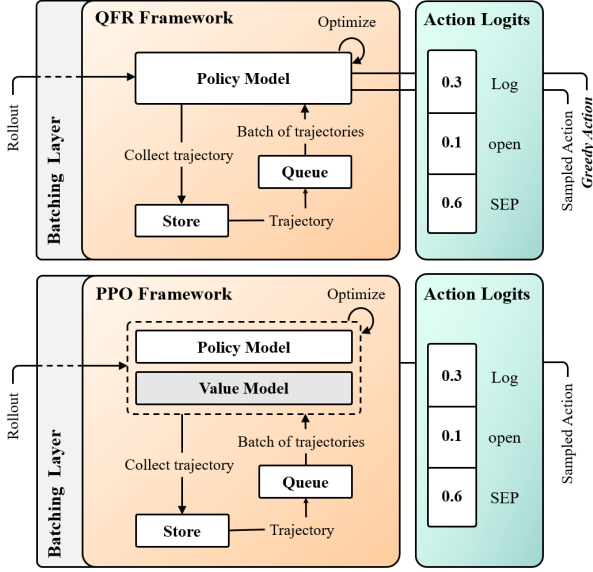 QFR Framework
Optimize
Action Logits
Rollout
Batching Layer
Policy Model
Collect trajectory
Batch of trajectories
Queue
Store
Trajectory
0.3
Log
0.1
open
0.6
SEP
Sampled Action
Greedy Action
PPO Framework
Optimize
Action Logits
Rollout
Batching Layer
Policy Model
Value Model
Collect trajectory
Batch of trajectories
Queue
Store
Trajectory
0.3
Log
0.1
open
0.6
SEP
Sampled Action